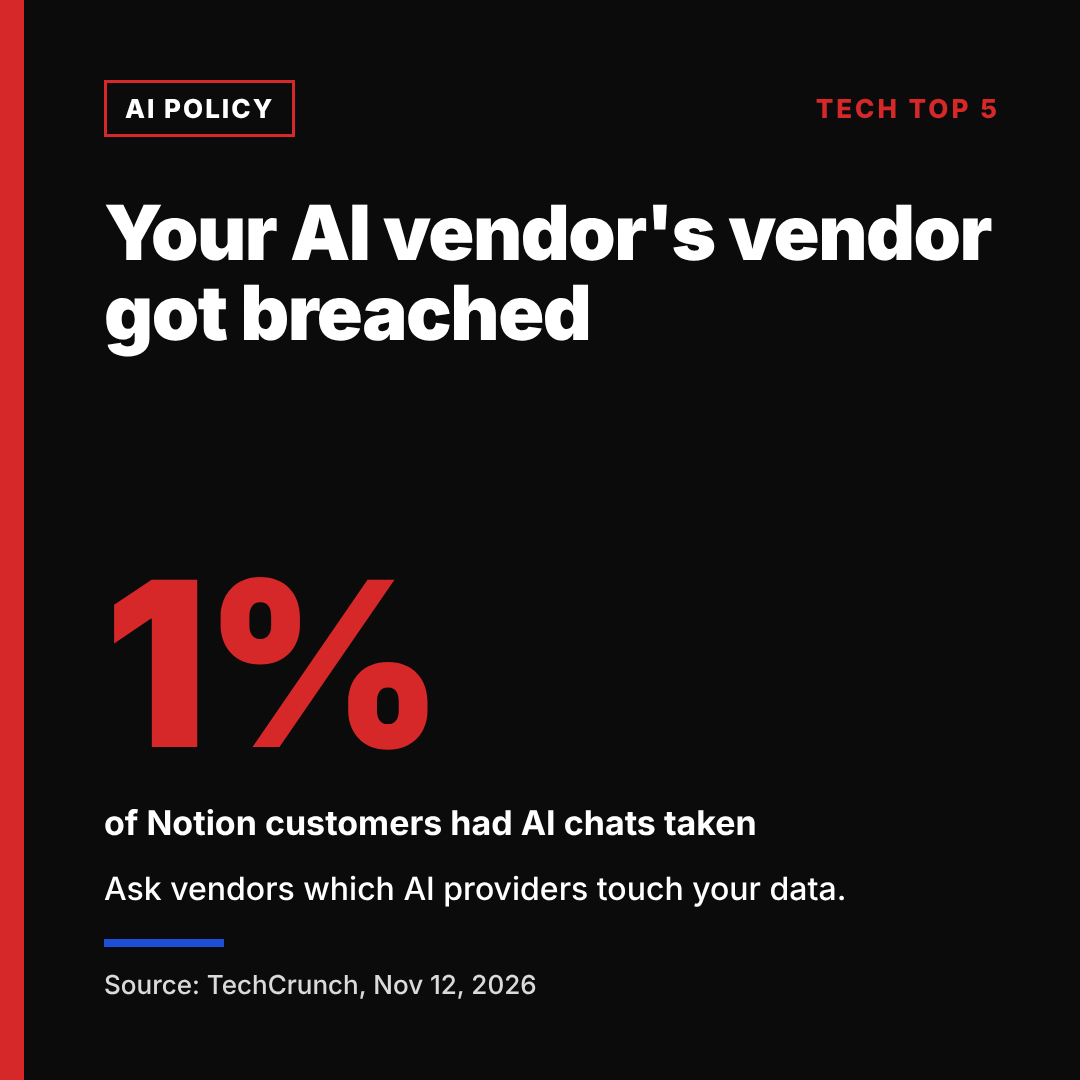 AI POLICY
TECH TOP 5
Your AI vendor's vendor
got breached
1%
of Notion customers had AI chats taken
Ask vendors which AI providers touch your data.
Source: TechCrunch, Nov 12, 2026